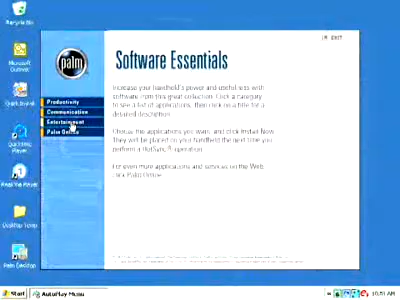 Recycle Bin
EXIT
palm
Software Essentials
Microsoft
Outlook
Increase your handheld's power and usefulness with
software from this great collection. Click a category
to see a list of applications, then click on a title for a
detailed description.
Quick Install
Productivity
Communication
Entertainment
Palm Online
Choose the applications you want, and click Install Now.
They will be placed on your handheld the next time you
perform a HotSync® operation.
QuickTime
Player
For even more applications and services on the Web,
click Palm Online.
RealOne Player
Desktop
Palm Desktop
Start
AutoPlay Menu
10:51 AM